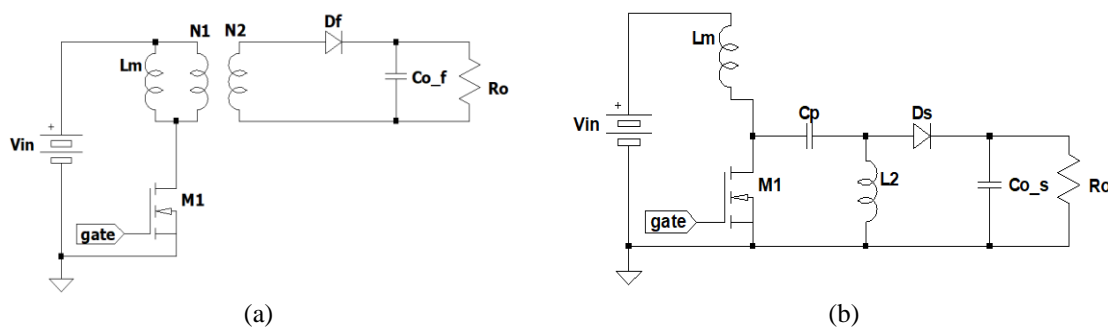 Df
N1
N2
Lm
Co_f
Ro
+
Vin
M1
gate
(a)
Lm
+
Vin
Cp
Ds
M1
L2
Co_s
Ro
gate
(b)